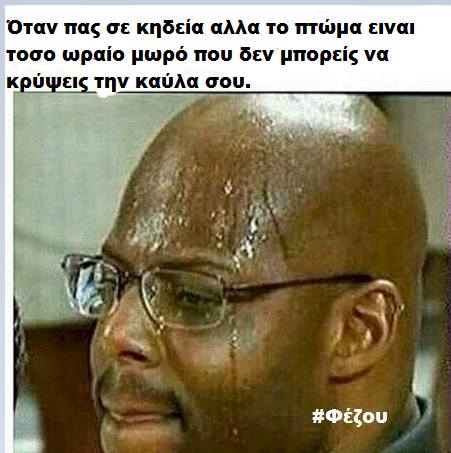 Όταν πας σε κηδεία αλλα το πτώμα ειναι
τοσο ωραίο μωρό που δεν μπορείς να
κρύψεις την καύλα σου.
#Φέζου